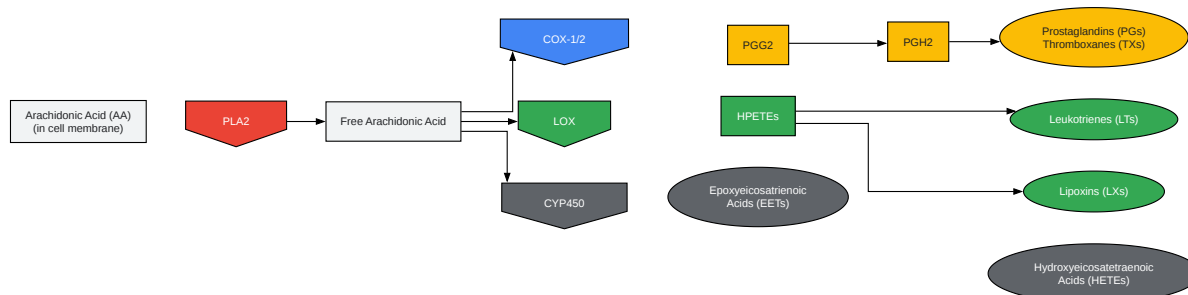 Arachidonic Acid (AA)
(in cell membrane)
PLA2
Free Arachidonic Acid
COX-1/2
LOX
CYP450
PGG2
PGH2
Prostaglandins (PGs)
Thromboxanes (TXs)
HPETEs
Leukotrienes (LTs)
Epoxyeicosatrienoic
Acids (EETs)
Lipoxins (LXs)
Hydroxyeicosatetraenoic
Acids (HETEs)